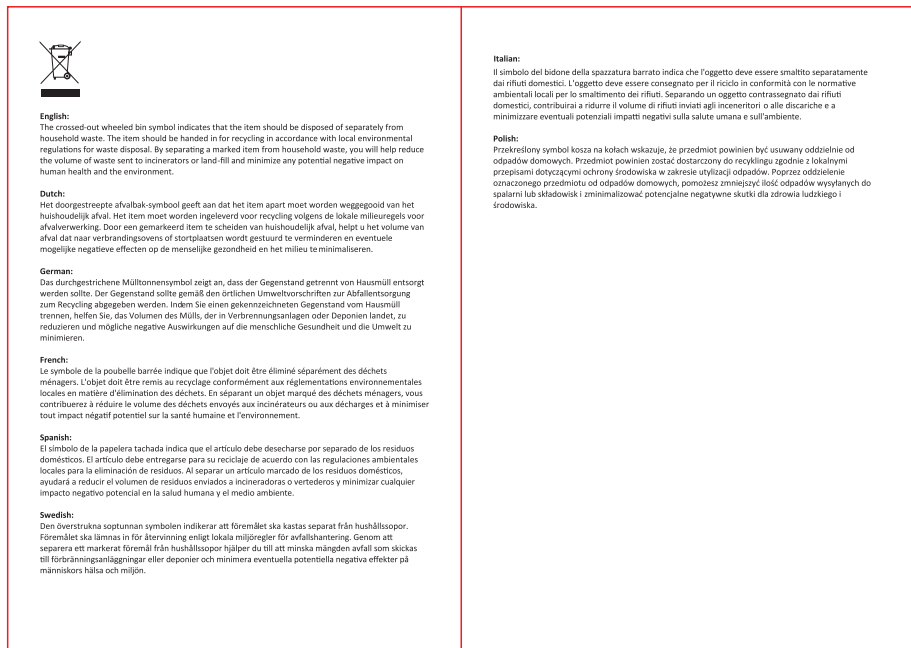 English:
The crossed-out wheeled bin symbol indicates that the item should be disposed of separately from
household waste. The item should be handed in for recycling in accordance with local environmental
regulations for waste disposal. By separating a marked item from household waste, you will help reduce
the volume of waste sent to incinerators or land-fill and minimize any potential negative impact on
human health and the environment.
Dutch:
Het doorgestreepte afvalbak-symbool geeft aan dat het item apart moet worden weggegooid van het
huishoudelijk afval. Het item moet worden ingeleverd voor recycling volgens de lokale milieuregels voor
afvalverwerking. Door een gemarkeerd item te scheiden van huishoudelijk afval, helpt u het volume van
afval dat naar verbrandingsovens of stortplaatsen wordt gestuurd te verminderen en eventuele
mogelijke negatieve effecten op de menselijke gezondheid en het milieu te minimaliseren.
German:
Das durchgestrichene Mülltonnensymbol zeigt an, dass der Gegenstand getrennt von Hausmüll entsorgt
werden sollte. Der Gegenstand sollte gemäß den örtlichen Umweltvorschriften zur Abfallentsorgung
zum Recycling abgegeben werden. Indem Sie einen gekennzeichneten Gegenstand vom Hausmüll
trennen, helfen Sie, das Volumen des Mülls, der in Verbrennungsanlagen oder Deponien landet, zu
reduzieren und mögliche negative Auswirkungen auf die menschliche Gesundheit und die Umwelt zu
minimieren.
French:
Le symbole de la poubelle barrée indique que l'objet doit être éliminé séparément des déchets
ménagers. L'objet doit être remis au recyclage conformément aux réglementations environnementales
locales en matière d'élimination des déchets. En séparant un objet marqué des déchets ménagers, vous
contribuerez à réduire le volume des déchets envoyés aux incinérateurs ou aux décharges et à minimiser
tout impact négatif potentiel sur la santé humaine et l'environnement.
Spanish:
El símbolo de la papelera tachada indica que el artículo debe desecharse por separado de los residuos
domésticos. El artículo debe entregarse para su reciclaje de acuerdo con las regulaciones ambientales
locales para la eliminación de residuos. Al separar un artículo marcado de los residuos domésticos,
ayudará a reducir el volumen de residuos enviados a incineradoras o vertederos y minimizar cualquier
impacto negativo potencial en la salud humana y el medio ambiente.
Swedish:
Den överstrukna soptunnan symbolen indikerar att föremålet ska kastas separat från hushållssopor.
Föremålet ska lämnas in för återvinning enligt lokala miljöregler för avfallshantering. Genom att
separera ett markerat föremål från hushållssopor hjälper du till att minska mängden avfall som skickas
till förbränningsanläggningar eller deponier och minimera eventuella potentiella negativa effekter på
människors hälsa och miljön.
Italian:
Il simbolo del bidone della spazzatura barrato indica che l'oggetto deve essere smaltito separatamente
dai rifiuti domestici. L'oggetto deve essere consegnato per il riciclo in conformità con le normative
ambientali locali per lo smaltimento dei rifiuti. Separando un oggetto contrassegnato dai rifiuti
domestici, contribuirai a ridurre il volume di rifiuti inviati agli inceneritori o alle discariche e a
minimizzare eventuali potenziali impatti negativi sulla salute umana e sull'ambiente.
Polish:
Przekreślony symbol kosza na kołach wskazuje, że przedmiot powinien być usuwany oddzielnie od
odpadów domowych. Przedmiot powinien zostać dostarczony do recyklingu zgodnie z lokalnymi
przepisami dotyczącymi ochrony środowiska w zakresie utylizacji odpadów. Poprzez oddzielenie
oznaczonego przedmiotu od odpadów domowych, pomożesz zmniejszyć ilość odpadów wysyłanych do
spalarni lub składowisk i zminimalizować potencjalne negatywne skutki dla zdrowia ludzkiego i
środowiska.